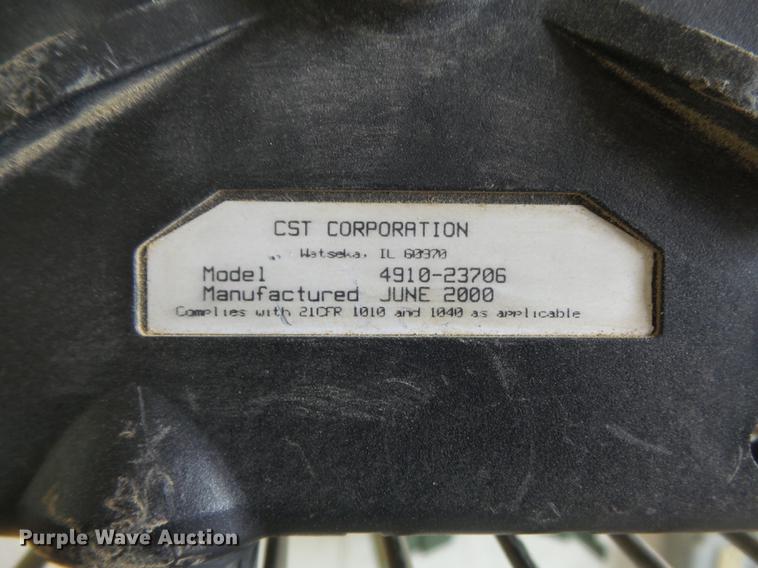 CST CORPORATION
Watseka, IL 60970
Model 4910-23706
Manufactured JUNE 2000
Complies with 21CFR 1010 and 1040 as applicable
Purple Wave Auction